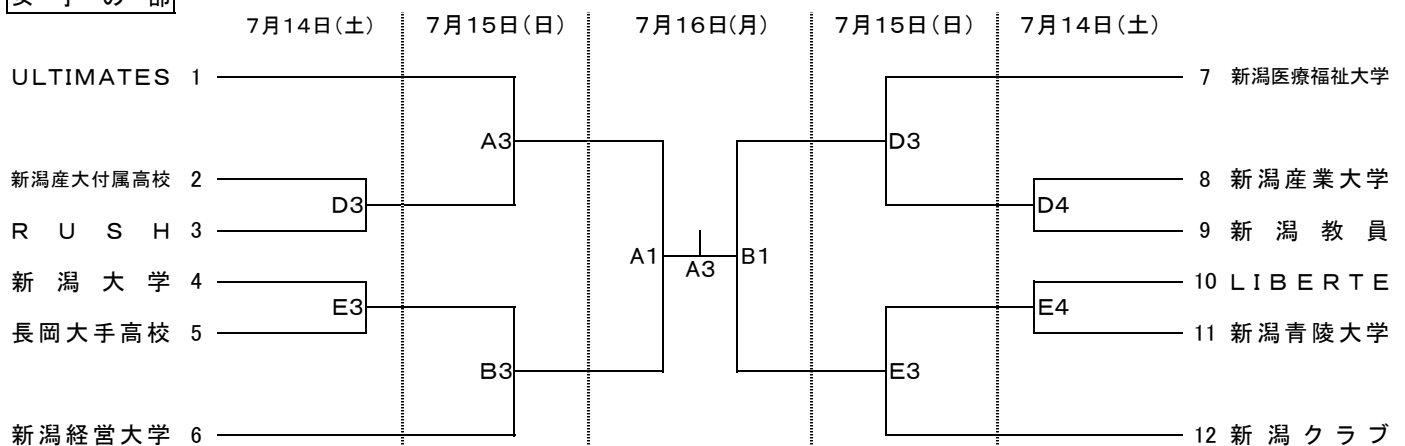 女子の部
7月14日(土) 7月15日(日) 7月16日(月) 7月15日(日) 7月14日(土)
ULTIMATES 1 7 新潟医療福祉大学
A3 D3
新潟産大付属高校 2 8 新潟産業大学
D3 D4
RUSH 3 9 新潟教員
A1 A3 B1
新潟大学 4 10 LIBERTE
E3 E4
長岡大手高校 5 11 新潟青陵大学
B3 E3
新潟経営大学 6 12 新潟クラブ